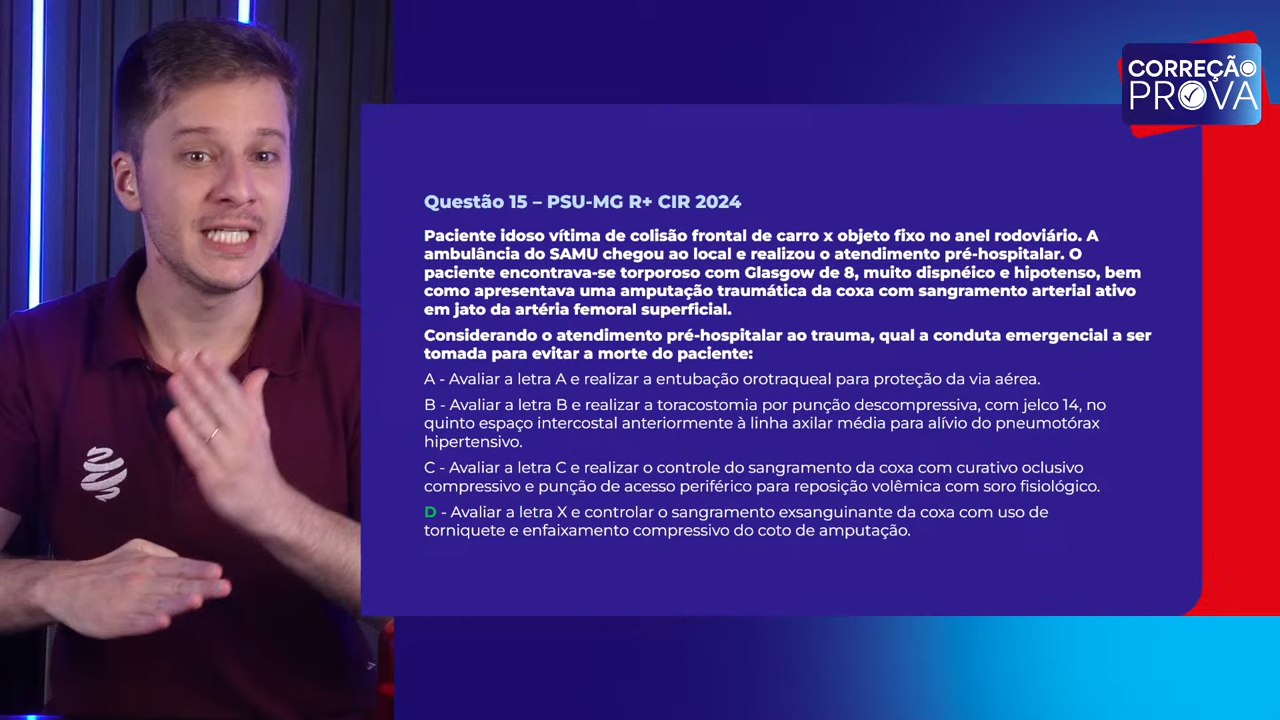 CORREÇÃO
PROVA
Questão 15 – PSU-MG R+ CIR 2024
Paciente idoso vítima de colisão frontal de carro x objeto fixo no anel rodoviário. A
ambulância do SAMU chegou ao local e realizou o atendimento pré-hospitalar. O
paciente encontrava-se torporoso com Glasgow de 8, muito dispnéico e hipotenso, bem
como apresentava uma amputação traumática da coxa com sangramento arterial ativo
em jato da artéria femoral superficial.
Considerando o atendimento pré-hospitalar ao trauma, qual a conduta emergencial a ser
tomada para evitar a morte do paciente:
A - Avaliar a letra A e realizar a entubação orotraqueal para proteção da via aérea.
B - Avaliar a letra B e realizar a toracostomia por punção descompressiva, com jelco 14, no
quinto espaço intercostal anteriormente à linha axilar média para alívio do pneumotórax
hipertensivo.
C - Avaliar a letra C e realizar o controle do sangramento da coxa com curativo oclusivo
compressivo e punção de acesso periférico para reposição volêmica com soro fisiológico.
D - Avaliar a letra X e controlar o sangramento exsanguinante da coxa com uso de
torniquete e enfaixamento compressivo do coto de amputação.